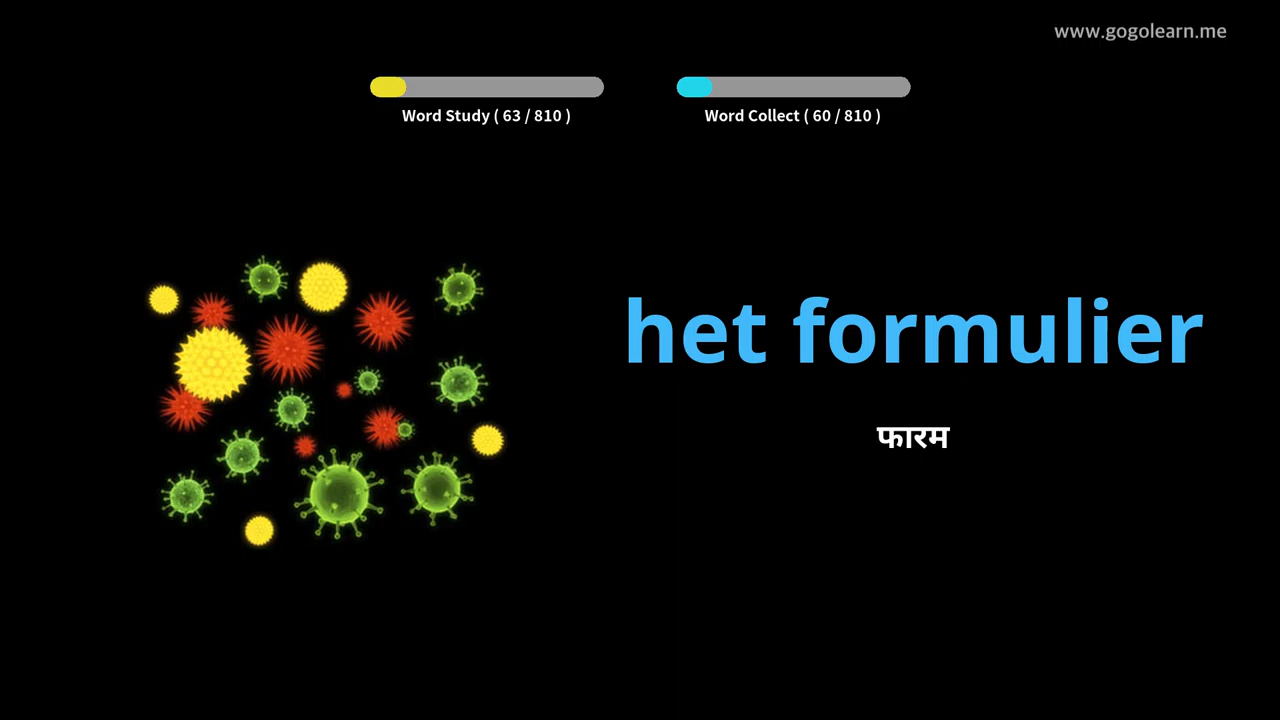 www.gogolearn.me
Word Study ( 63 / 810 )
Word Collect ( 60 / 810 )
het formulier
फारम